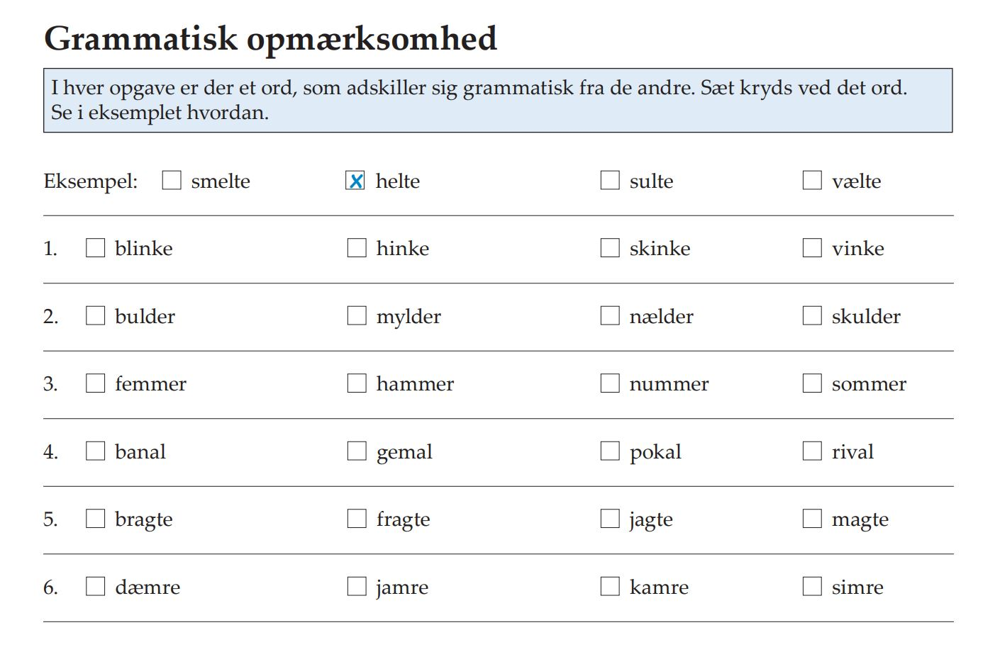 Grammatisk opmærksomhed
I hver opgave er der et ord, som adskiller sig grammatisk fra de andre. Sæt kryds ved det ord.
Se i eksemplet hvordan.
Eksempel: ☐ smelte ☒ helte ☐ sulte ☐ vælte
1. ☐ blinke ☐ hinke ☐ skinke ☐ vinke
2. ☐ bulder ☐ mylder ☐ nælder ☐ skulder
3. ☐ femmer ☐ hammer ☐ nummer ☐ sommer
4. ☐ banal ☐ gemal ☐ pokal ☐ rival
5. ☐ bragte ☐ fragte ☐ jagte ☐ magte
6. ☐ dæmre ☐ jamre ☐ kamre ☐ simre